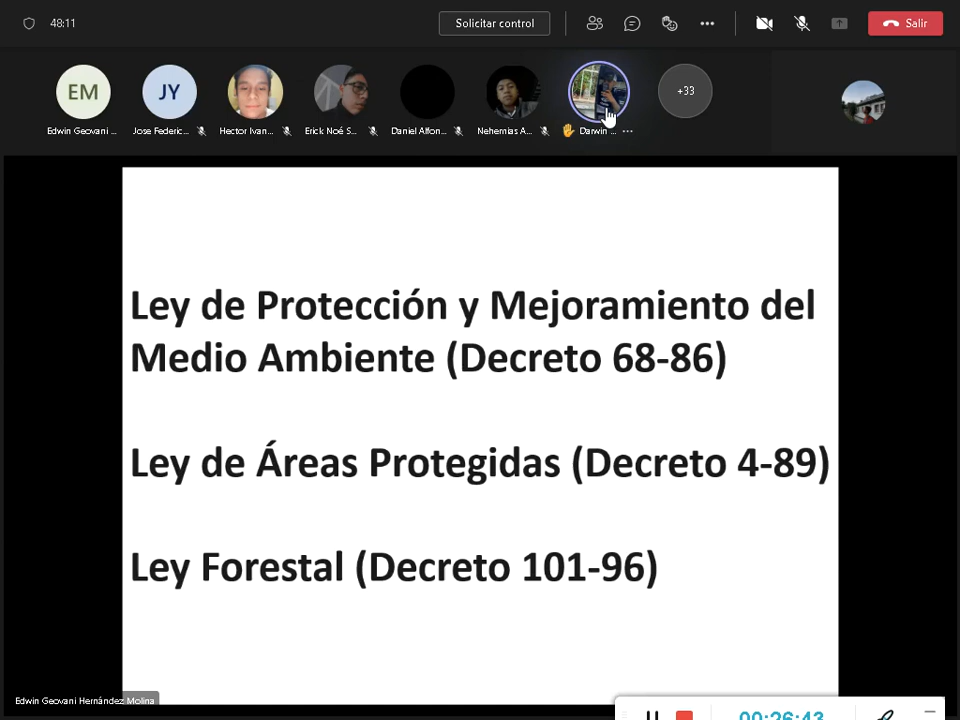 48:11
Solicitar control
Salir
EM
JY
+33
Edwin Geovani ...
Jose Federic...
Hector Ivan...
Erick Noé S...
Daniel Alfon...
Nehemias A...
Darwin ...
Ley de Protección y Mejoramiento del
Medio Ambiente (Decreto 68-86)
Ley de Áreas Protegidas (Decreto 4-89)
Ley Forestal (Decreto 101-96)
Edwin Geovani Hernández Molina
00:26:43